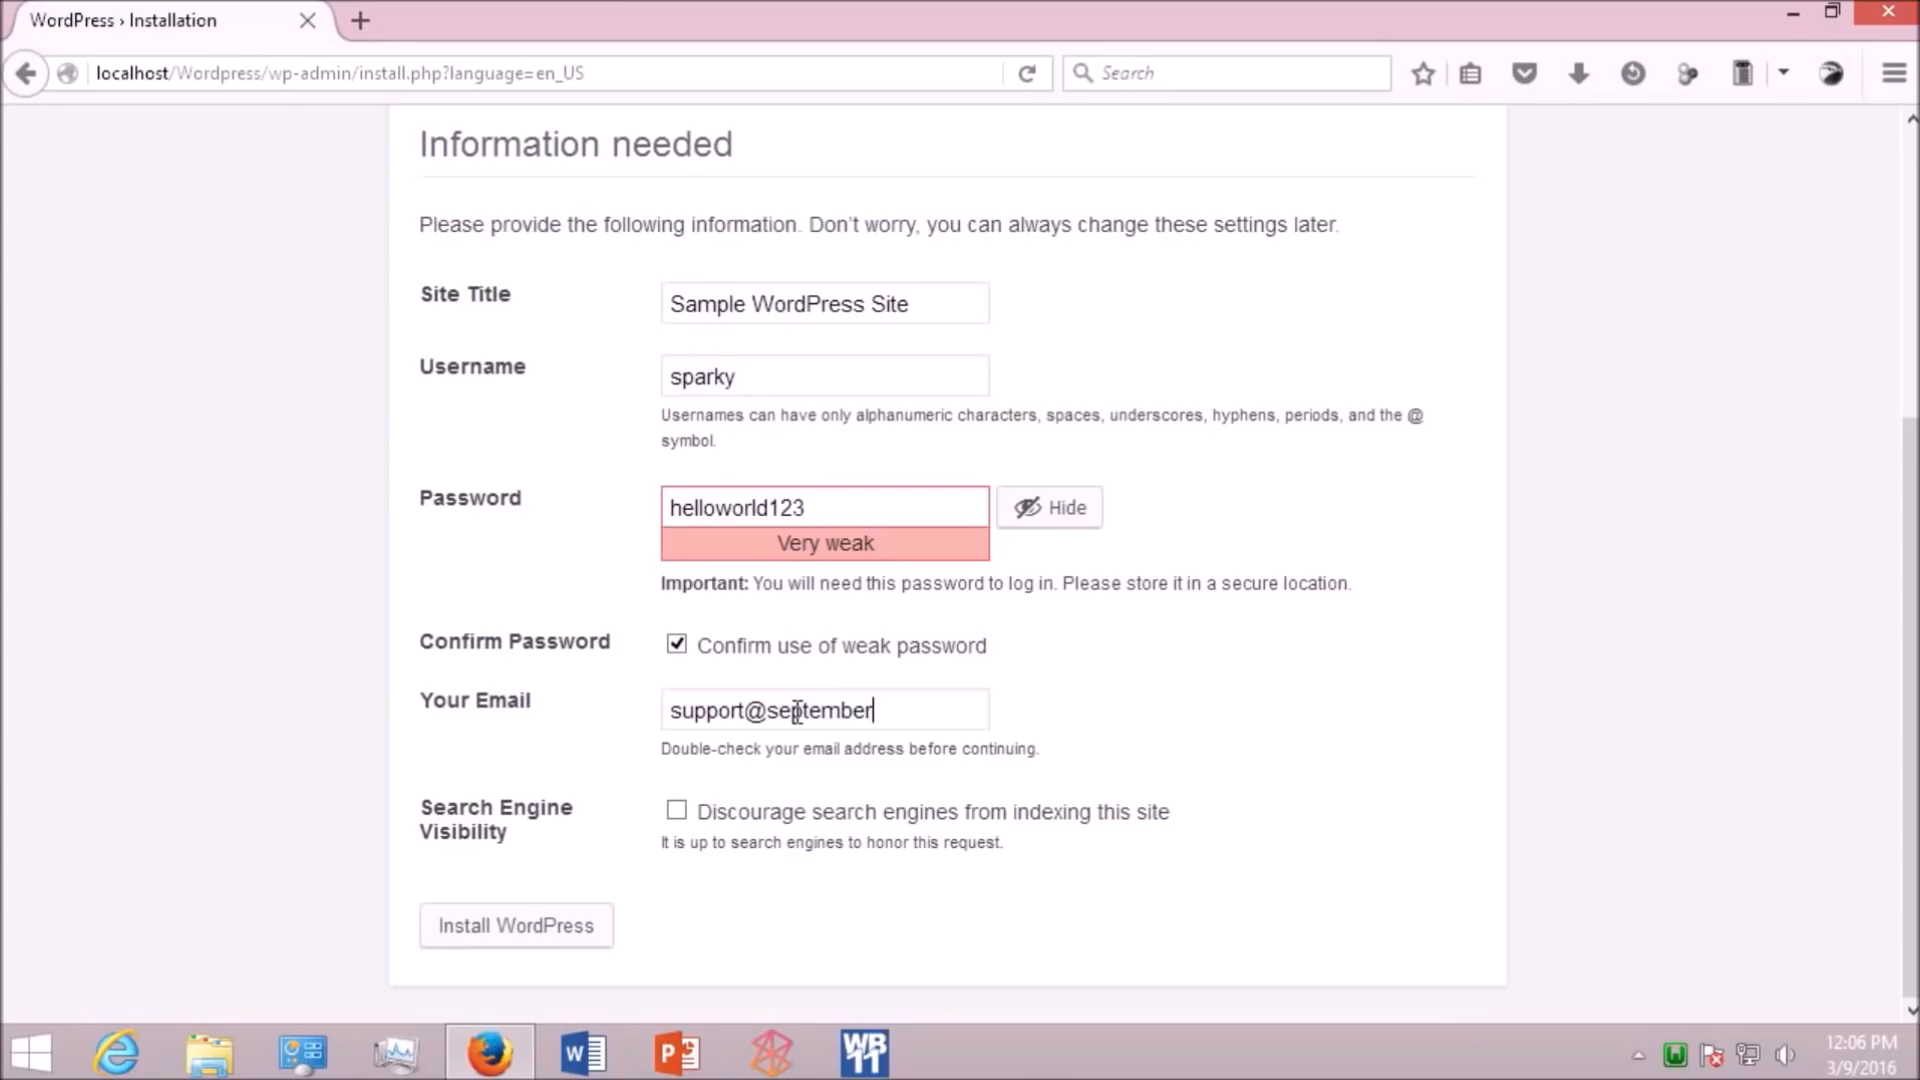 WordPress › Installation
localhost/Wordpress/wp-admin/install.php?language=en_US
Search
Information needed
Please provide the following information. Don't worry, you can always change these settings later.
Site Title
Sample WordPress Site
Username
sparky
Usernames can have only alphanumeric characters, spaces, underscores, hyphens, periods, and the @
symbol.
Password
helloworld123
Hide
Very weak
Important: You will need this password to log in. Please store it in a secure location.
Confirm Password
Confirm use of weak password
Your Email
support@september
Double-check your email address before continuing.
Search Engine
Visibility
Discourage search engines from indexing this site
It is up to search engines to honor this request.
Install WordPress
WB
11
12:06 PM
3/9/2016